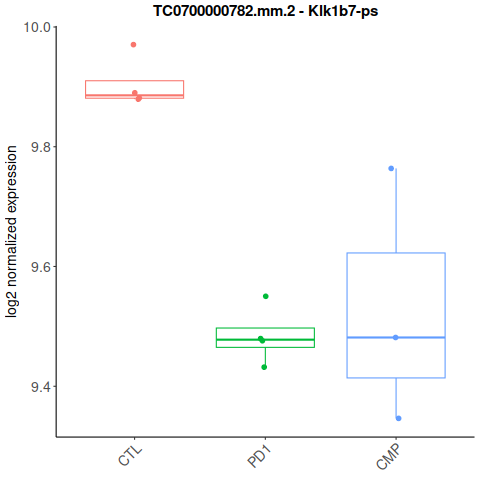 TC0700000782.mm.2 - Klk1b7-ps
log2 normalized expression
10.0
9.8
9.6
9.4
CTL
PD1
CMP